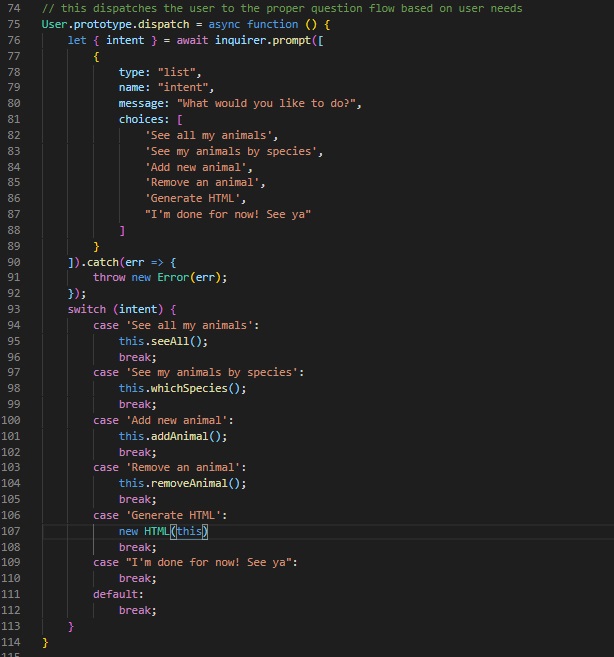 74 // this dispatches the user to the proper question flow based on user needs
75 User.prototype.dispatch = async function () {
76     let { intent } = await inquirer.prompt([
77         {
78             type: "list",
79             name: "intent",
80             message: "What would you like to do?",
81             choices: [
82                 'See all my animals',
83                 'See my animals by species',
84                 'Add new animal',
85                 'Remove an animal',
86                 'Generate HTML',
87                 "I'm done for now! See ya"
88             ]
89         }
90     ]).catch(err => {
91         throw new Error(err);
92     });
93     switch (intent) {
94         case 'See all my animals':
95             this.seeAll();
96             break;
97         case 'See my animals by species':
98             this.whichSpecies();
99             break;
100         case 'Add new animal':
101             this.addAnimal();
102             break;
103         case 'Remove an animal':
104             this.removeAnimal();
105             break;
106         case 'Generate HTML':
107             new HTML(this)
108             break;
109         case "I'm done for now! See ya":
110             break;
111         default:
112             break;
113     }
114 }